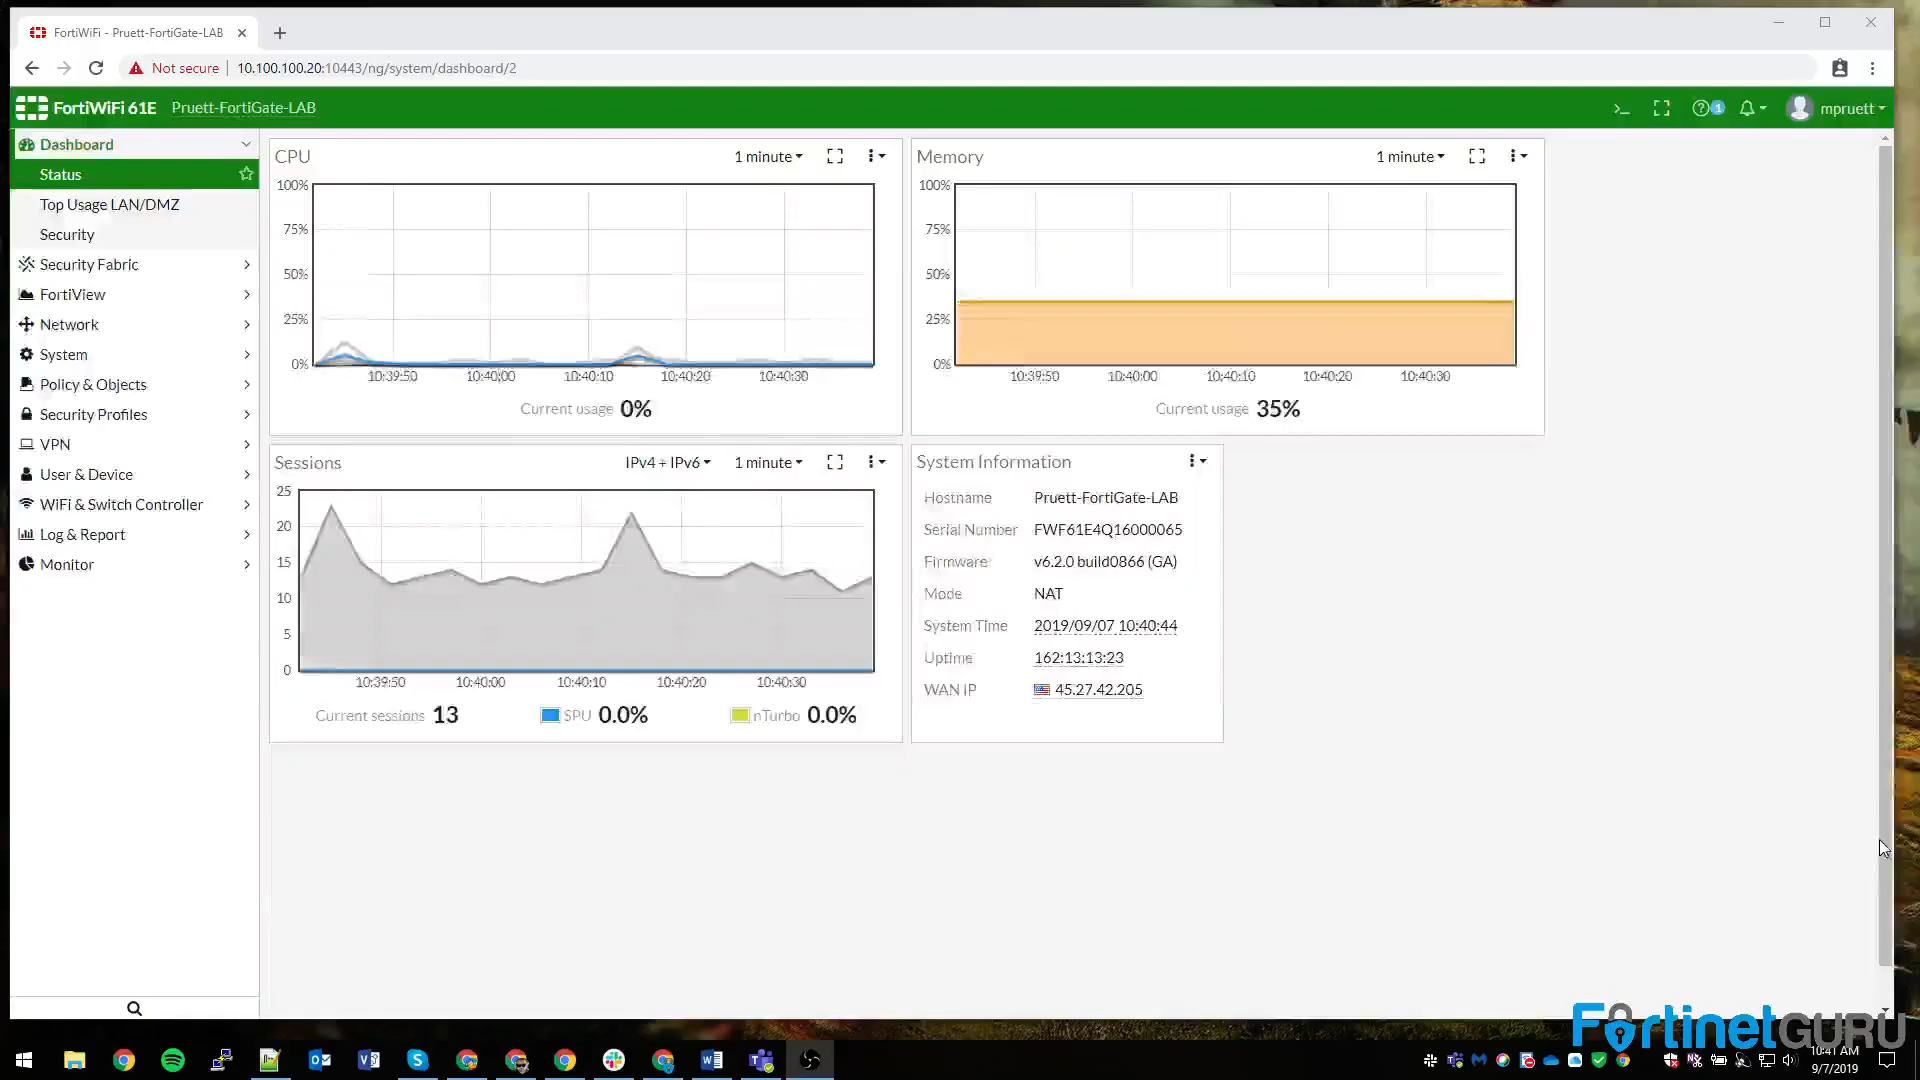 FortiWiFi - Pruett-FortiGate-LAB
Not secure
10.100.100.20:10443/ng/system/dashboard/2
FortiWiFi 61E
Pruett-FortiGate-LAB
1
mpruett
Dashboard
Status
Top Usage LAN/DMZ
Security
Security Fabric
FortiView
Network
System
Policy & Objects
Security Profiles
VPN
User & Device
WiFi & Switch Controller
Log & Report
Monitor
CPU
1 minute
100%
75%
50%
25%
0%
10:39:50
10:40:00
10:40:10
10:40:20
10:40:30
Current usage 0%
Memory
1 minute
100%
75%
50%
25%
0%
10:39:50
10:40:00
10:40:10
10:40:20
10:40:30
Current usage 35%
Sessions
IPv4 + IPv6
1 minute
25
20
15
10
5
0
10:39:50
10:40:00
10:40:10
10:40:20
10:40:30
Current sessions 13
SPU 0.0%
nTurbo 0.0%
System Information
Hostname Pruett-FortiGate-LAB
Serial Number FWF61E4Q16000065
Firmware v6.2.0 build0866 (GA)
Mode NAT
System Time 2019/09/07 10:40:44
Uptime 162:13:13:23
WAN IP 45.27.42.205
FortinetGURU
10:41 AM
9/7/2019